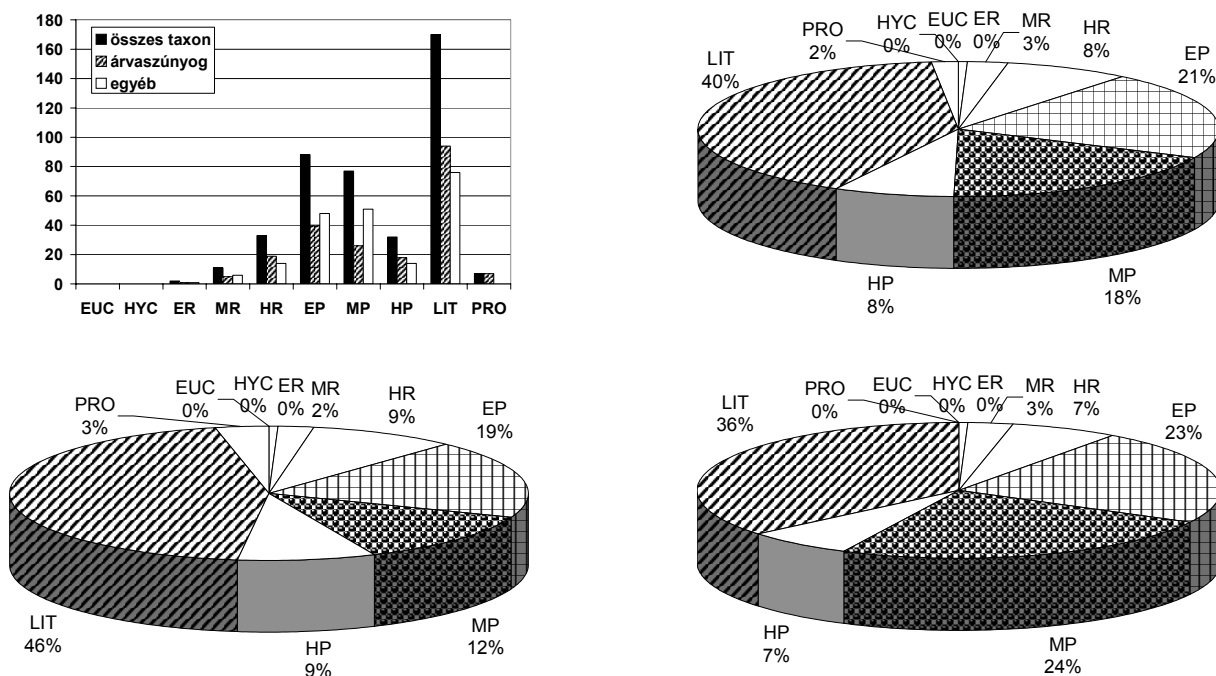 180
160
140
120
100
80
60
40
20
0
összes taxon
árvaszúnyog
egyéb
EUC HYC ER MR HR EP MP HP LIT PRO
LIT
40%
PRO
2%
HYC
0%
EUC
0%
ER
0%
MR
3%
HR
8%
EP
21%
MP
18%
HP
8%
PRO
3%
EUC
0%
HYC
0%
ER
0%
MR
2%
HR
9%
EP
19%
LIT
46%
HP
9%
MP
12%
LIT
36%
PRO
0%
EUC
0%
HYC
0%
ER
0%
MR
3%
HR
7%
EP
23%
HP
7%
MP
24%